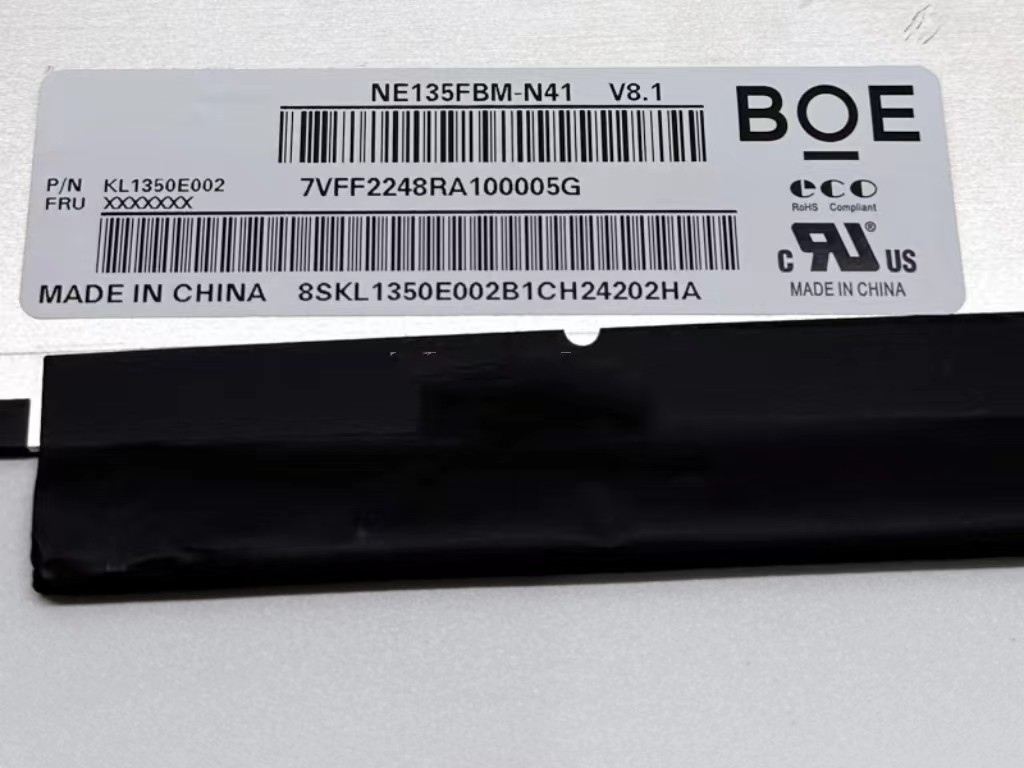 NE135FBM-N41 V8.1
BOE
P/N KL1350E002
7VFF2248RA100005G
FRU XXXXXXX
eco
RoHS Compliant
C RU® US
MADE IN CHINA
MADE IN CHINA 8SKL1350E002B1CH24202HA